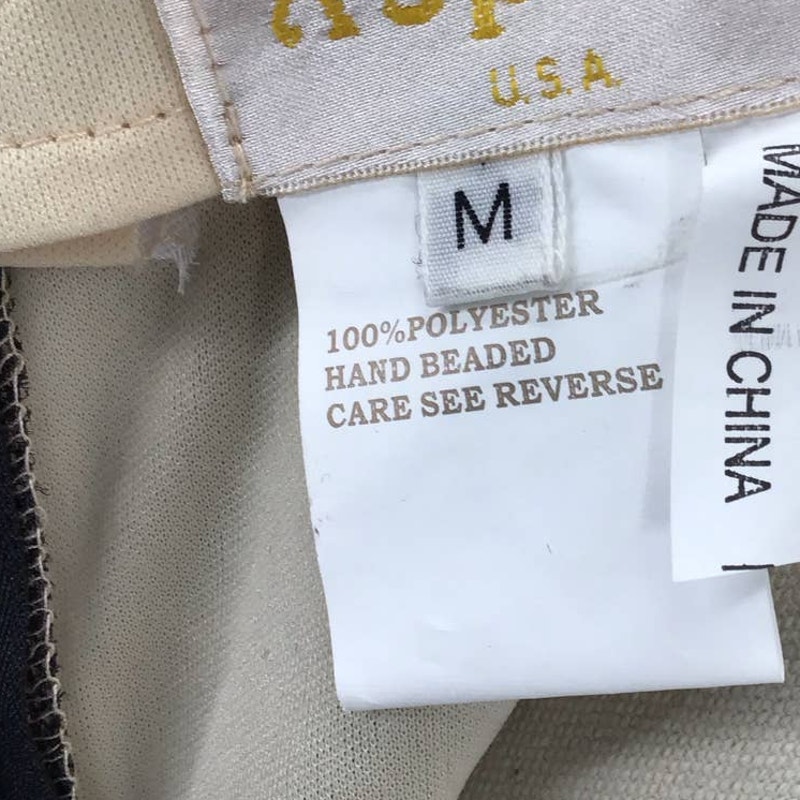 U.S.A.
M
100%POLYESTER
HAND BEADED
CARE SEE REVERSE
MADE IN CHINA